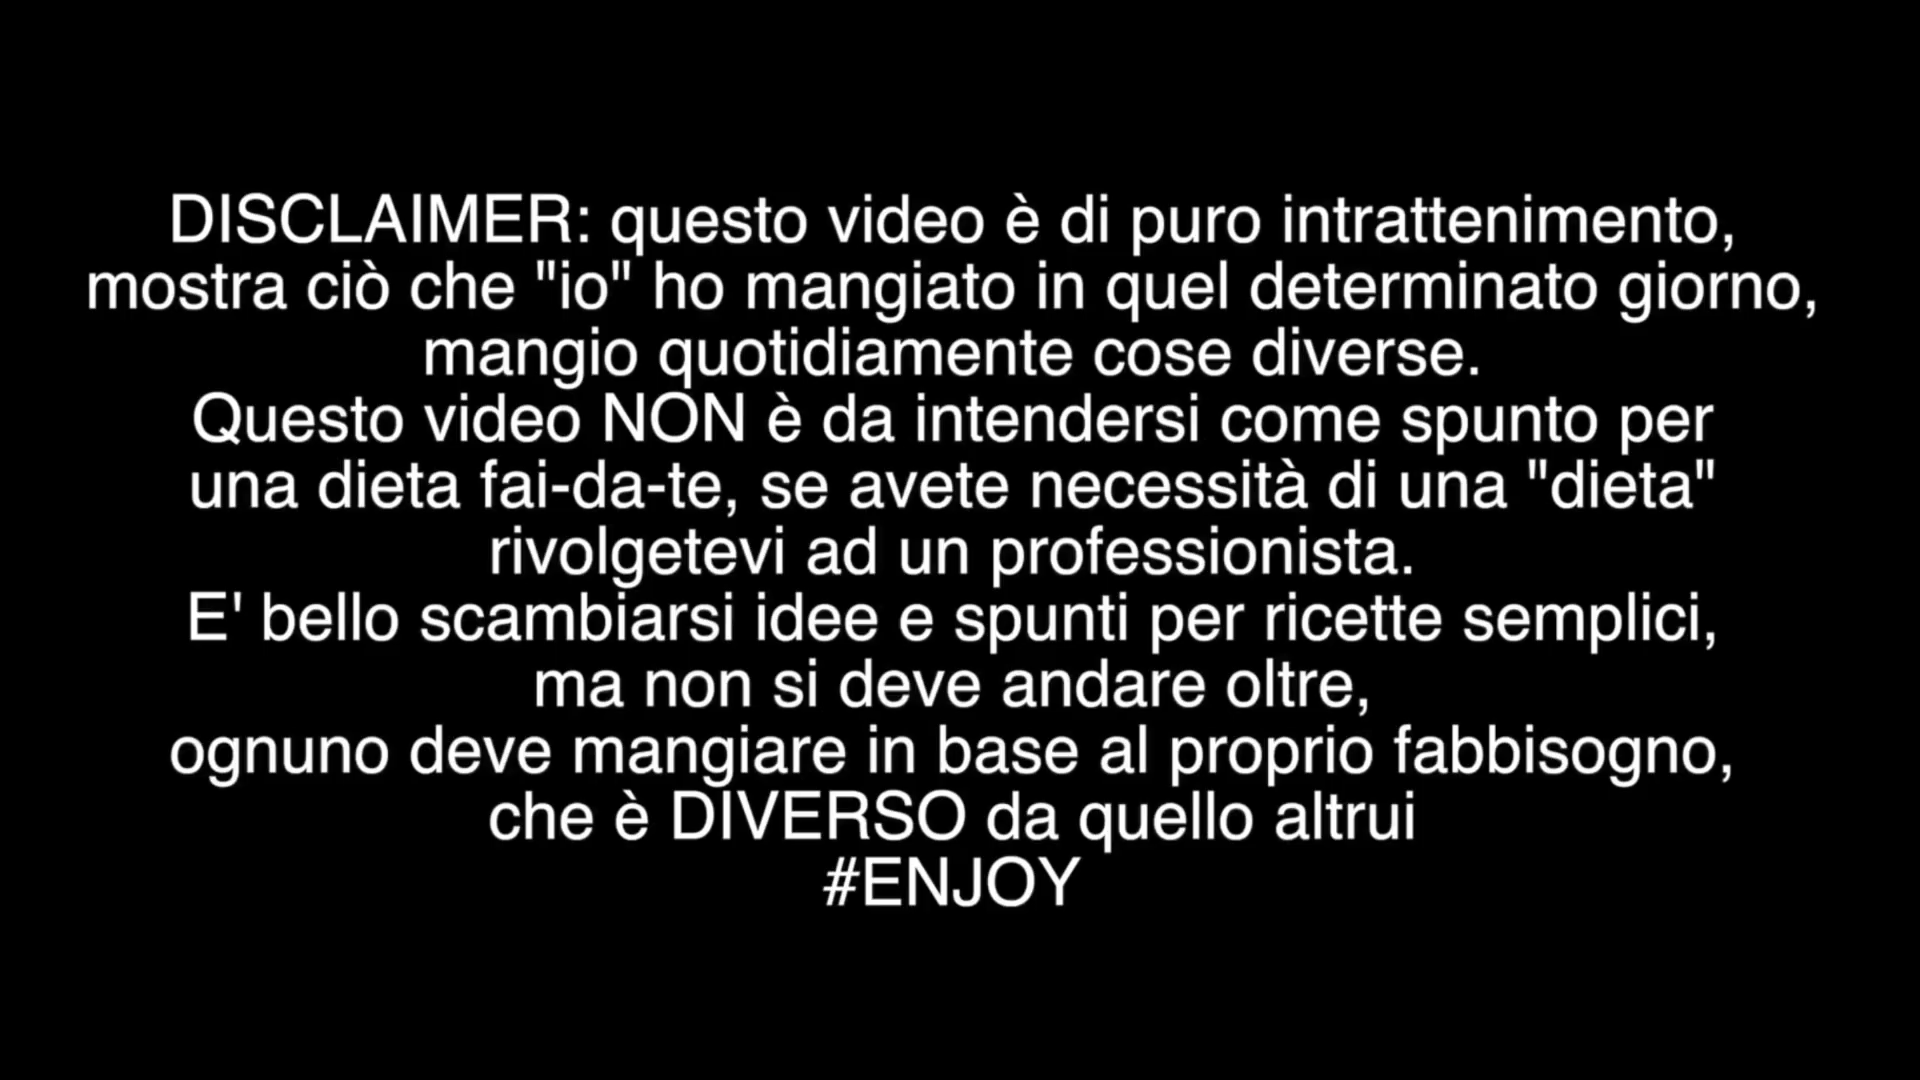 DISCLAIMER: questo video è di puro intrattenimento,
mostra ciò che "io" ho mangiato in quel determinato giorno,
mangio quotidiamente cose diverse.
Questo video NON è da intendersi come spunto per
una dieta fai-da-te, se avete necessità di una "dieta"
rivolgetevi ad un professionista.
E' bello scambiarsi idee e spunti per ricette semplici,
ma non si deve andare oltre,
ognuno deve mangiare in base al proprio fabbisogno,
che è DIVERSO da quello altrui
#ENJOY